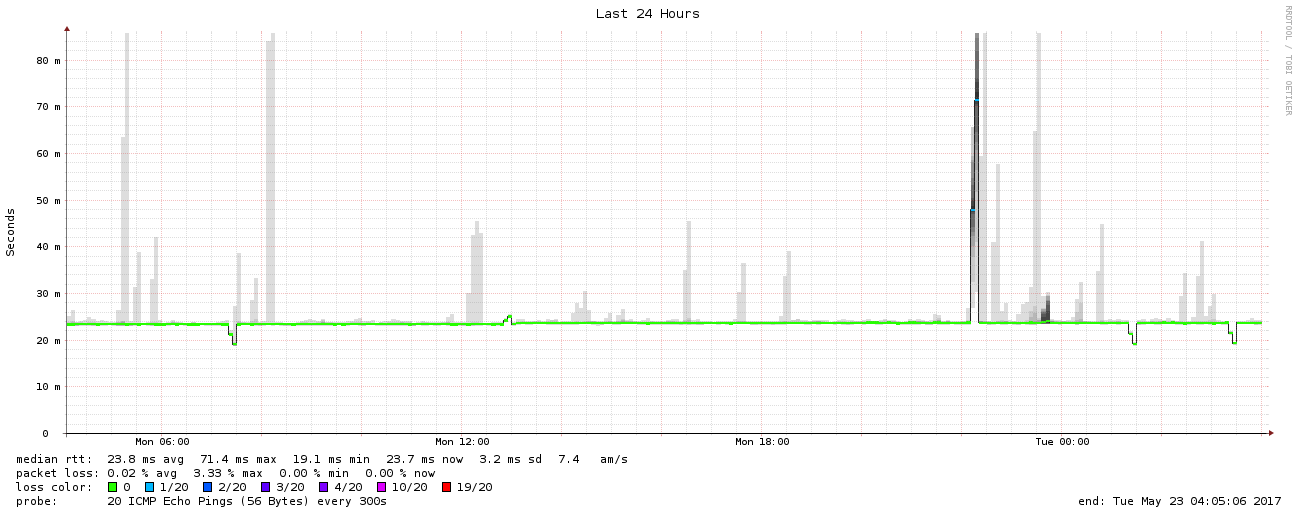 Last 24 Hours
RRDTOOL / TOBI OETIKER
Seconds
80 m
70 m
60 m
50 m
40 m
30 m
20 m
10 m
0
Mon 06:00 Mon 12:00 Mon 18:00 Tue 00:00
median rtt: 23.8 ms avg 71.4 ms max 19.1 ms min 23.7 ms now 3.2 ms sd 7.4 am/s
packet loss: 0.02 % avg 3.33 % max 0.00 % min 0.00 % now
loss color: 0 1/20 2/20 3/20 4/20 10/20 19/20
probe: 20 ICMP Echo Pings (56 Bytes) every 300s end: Tue May 23 04:05:06 2017